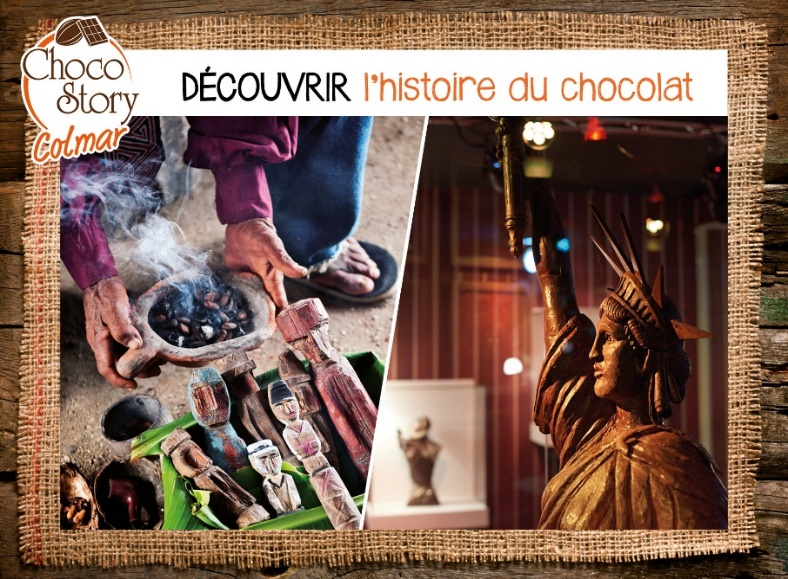 Choco
Story
Colmar
DÉCOUVRIR l'histoire du chocolat